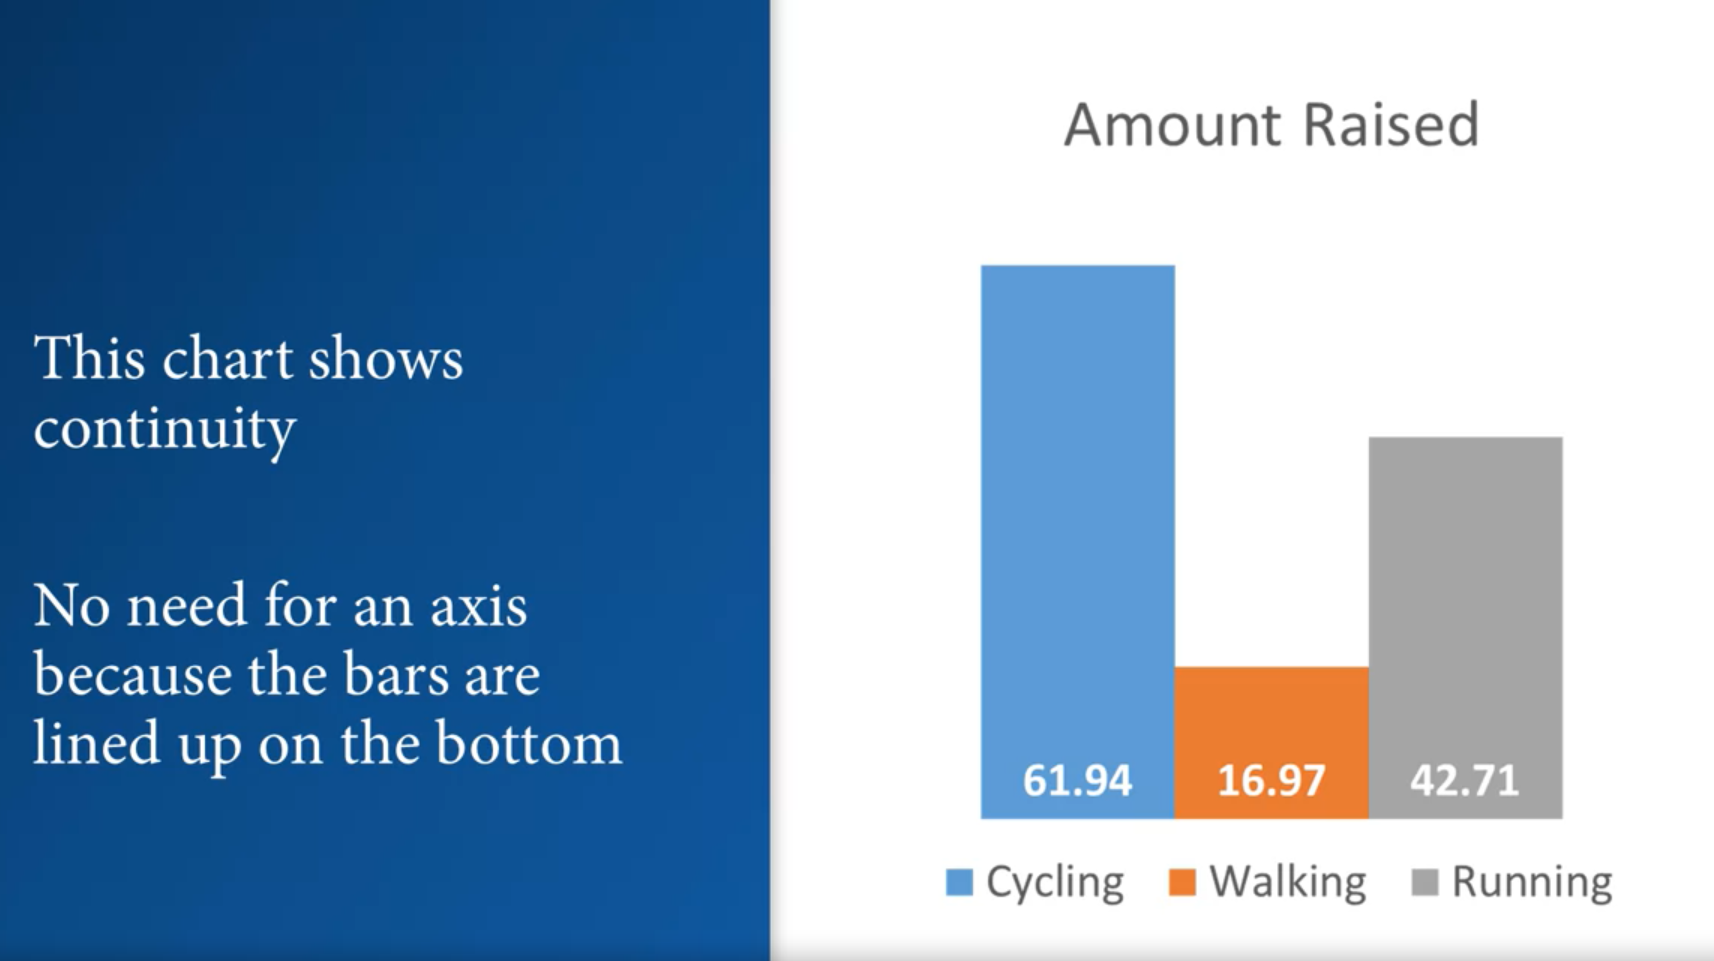 This chart shows
continuity
No need for an axis
because the bars are
lined up on the bottom
Amount Raised
61.94 16.97 42.71
Cycling Walking Running